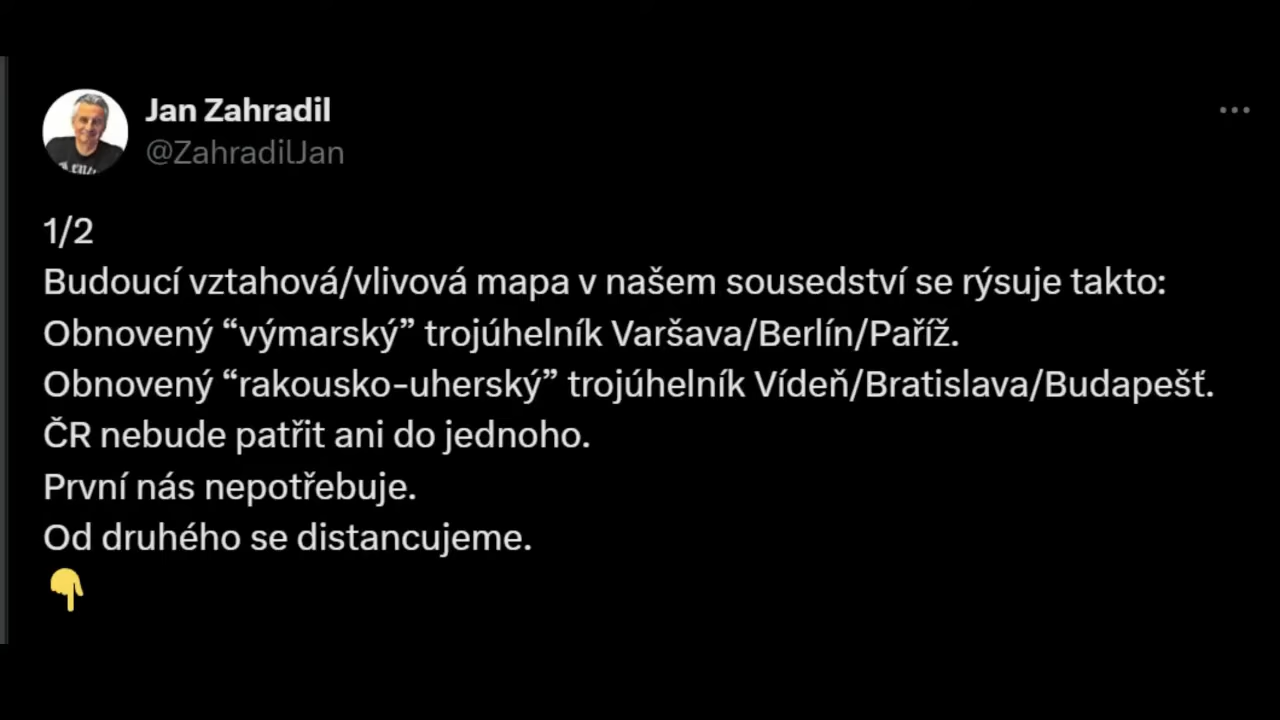 Jan Zahradil
@ZahradilJan
1/2
Budoucí vztahová/vlivová mapa v našem sousedství se rýsuje takto:
Obnovený “výmarský” trojúhelník Varšava/Berlín/Paříž.
Obnovený “rakousko-uherský” trojúhelník Vídeň/Bratislava/Budapešť.
ČR nebude patřit ani do jednoho.
První nás nepotřebuje.
Od druhého se distancujeme.